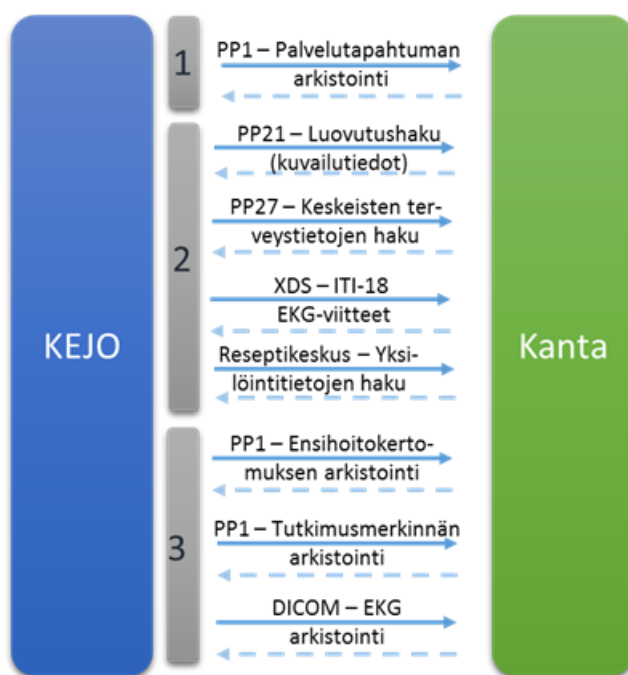 1
PP1 – Palvelutapahtuman
arkistointi
2
PP21 – Luovutushaku
(kuvailutiedot)
PP27 – Keskeisten ter-
veystietojen haku
XDS – ITI-18
EKG-viitteet
Reseptikeskus – Yksi-
löintitietojen haku
KEJO
Kanta
3
PP1 – Ensihoitokerto-
muksen arkistointi
PP1 – Tutkimusmerkinnän
arkistointi
DICOM – EKG
arkistointi